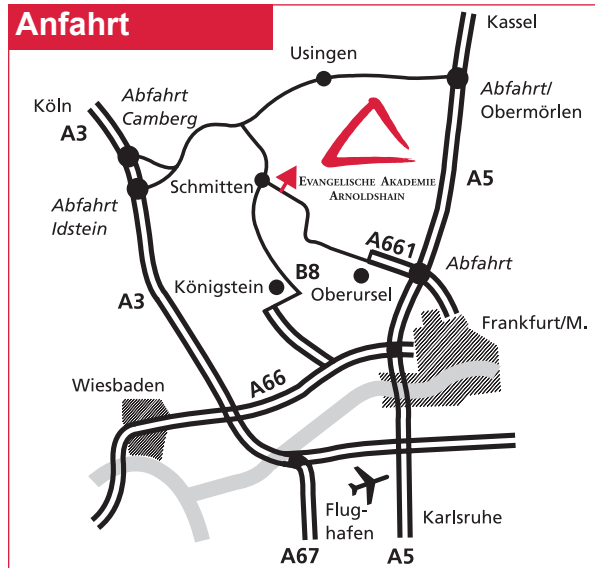 Anfahrt
Kassel
Usingen
Abfahrt
Camberg
Köln
A3
Abfahrt/
Obermörlen
Schmitten
EVANGELISCHE AKADEMIE
ARNOLDSHAIN
A5
Abfahrt
Idstein
A661
Abfahrt
B8
Königstein
Oberursel
A3
Frankfurt/M.
A66
Wiesbaden
Flug-
hafen
Karlsruhe
A67
A5